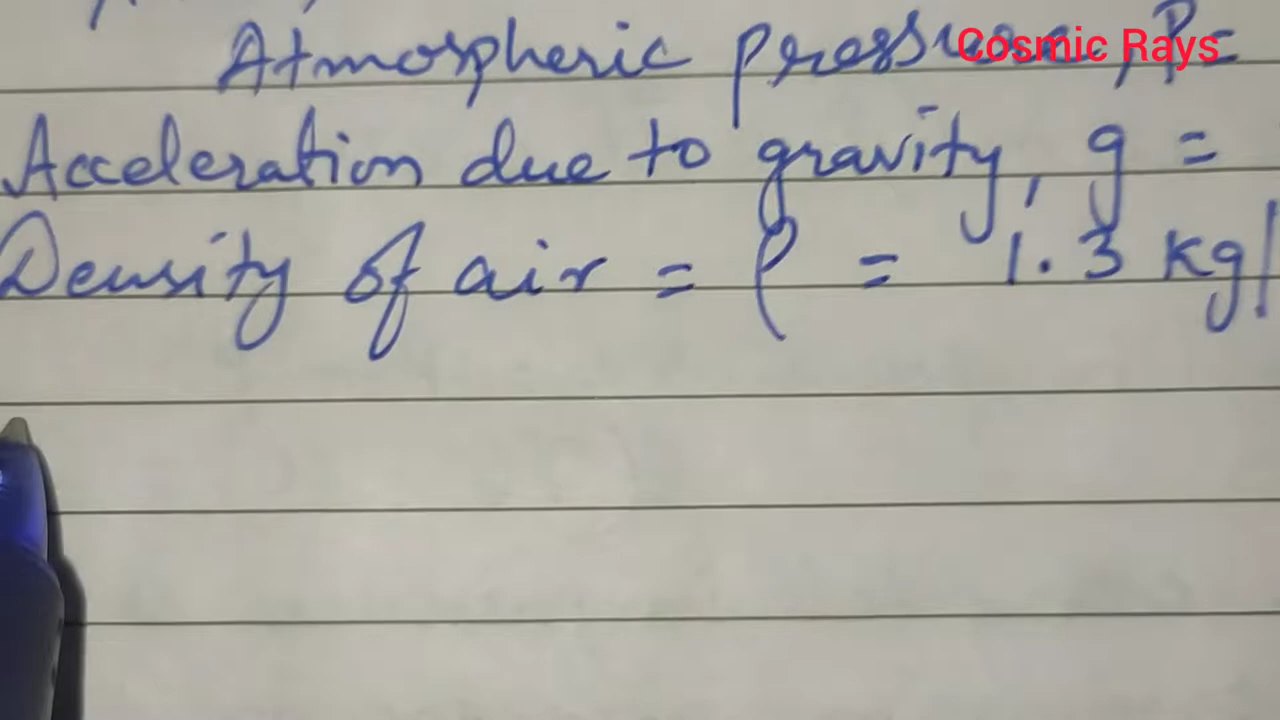 Atmospheric pressure, P =
Cosmic Rays
Acceleration due to gravity, g =
Density of air = ρ = 1.3 kg/